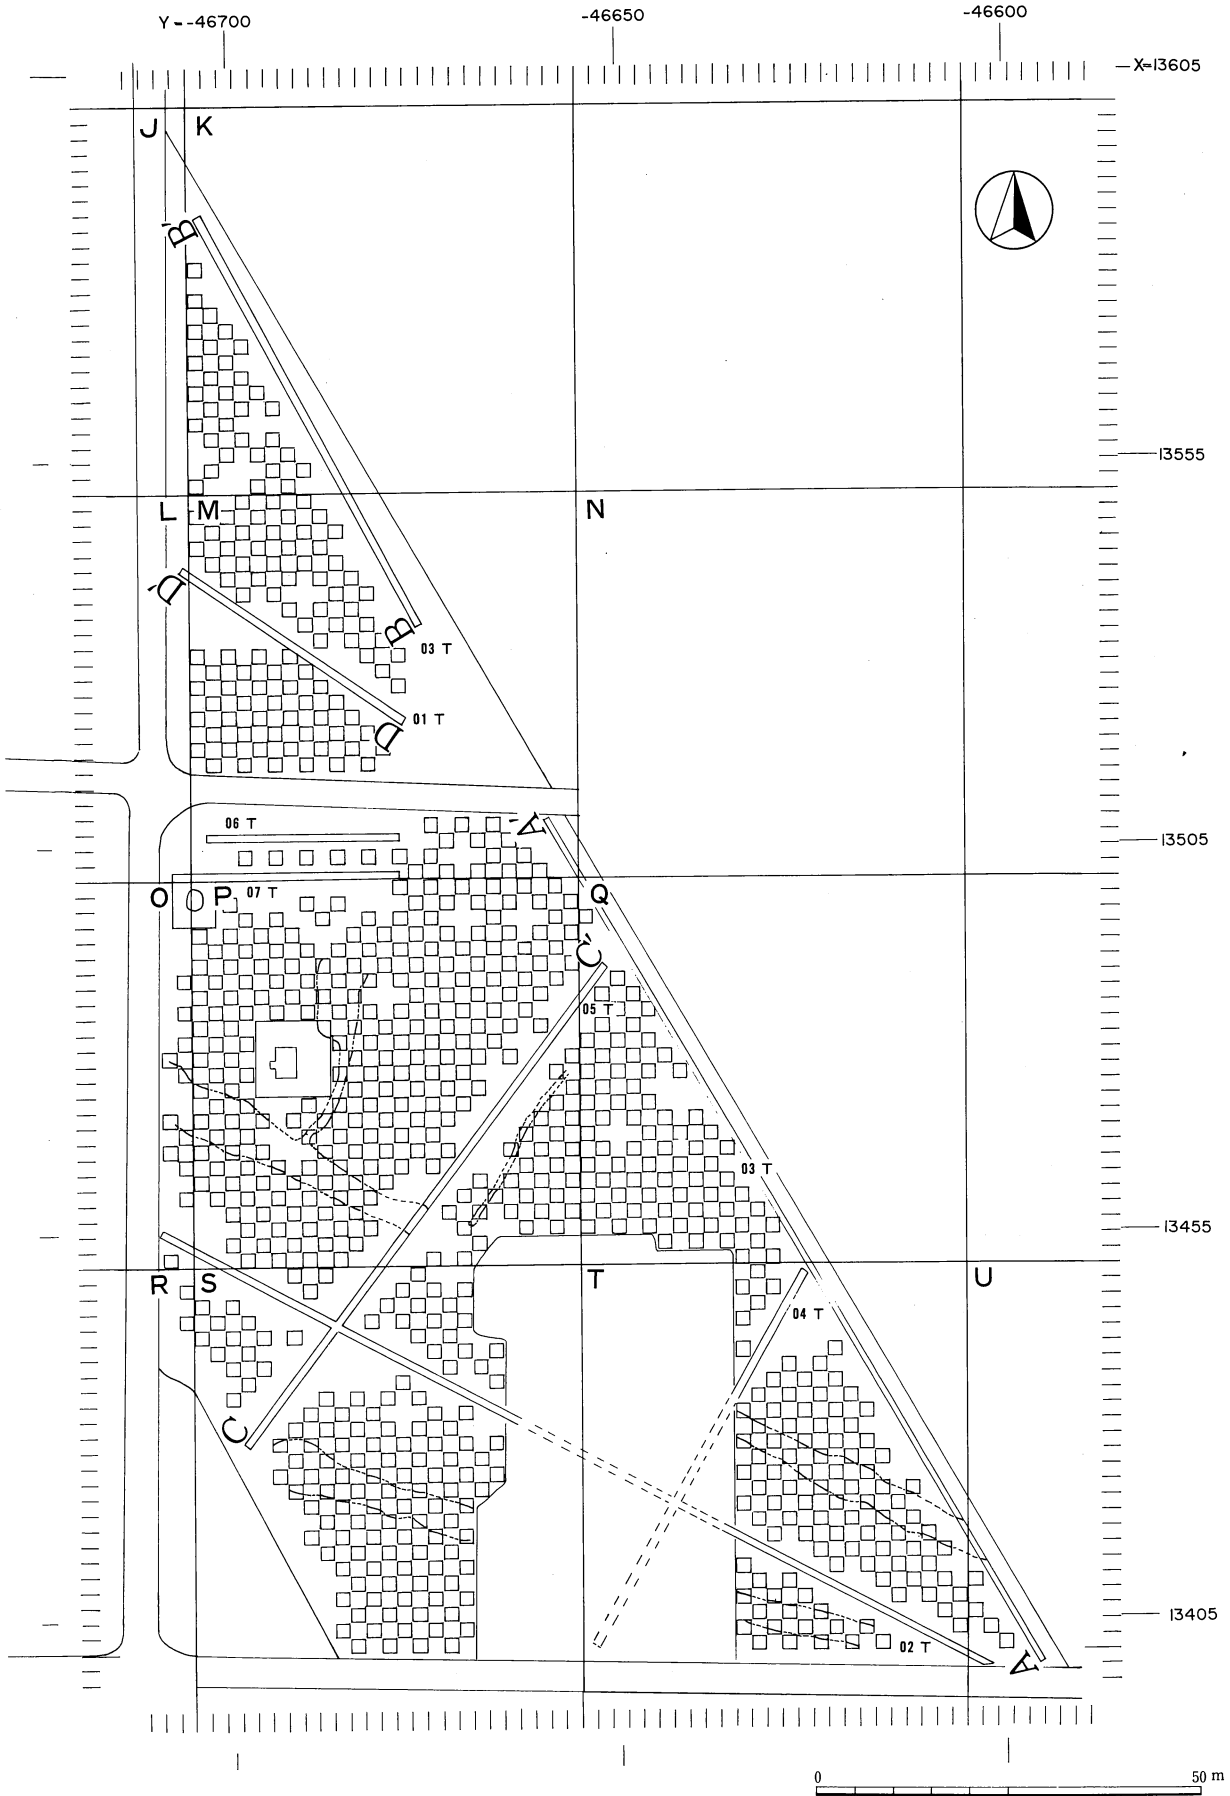 Y=-46700
-46650
-46600
X=13605
J K
B'
13555
L M
N
D'
B
03 T
01 T
D
06 T
A'
13505
O P
07 T
Q
C'
05 T
03 T
13455
R S
T
U
04 T
C
13405
02 T
A
0 50 m